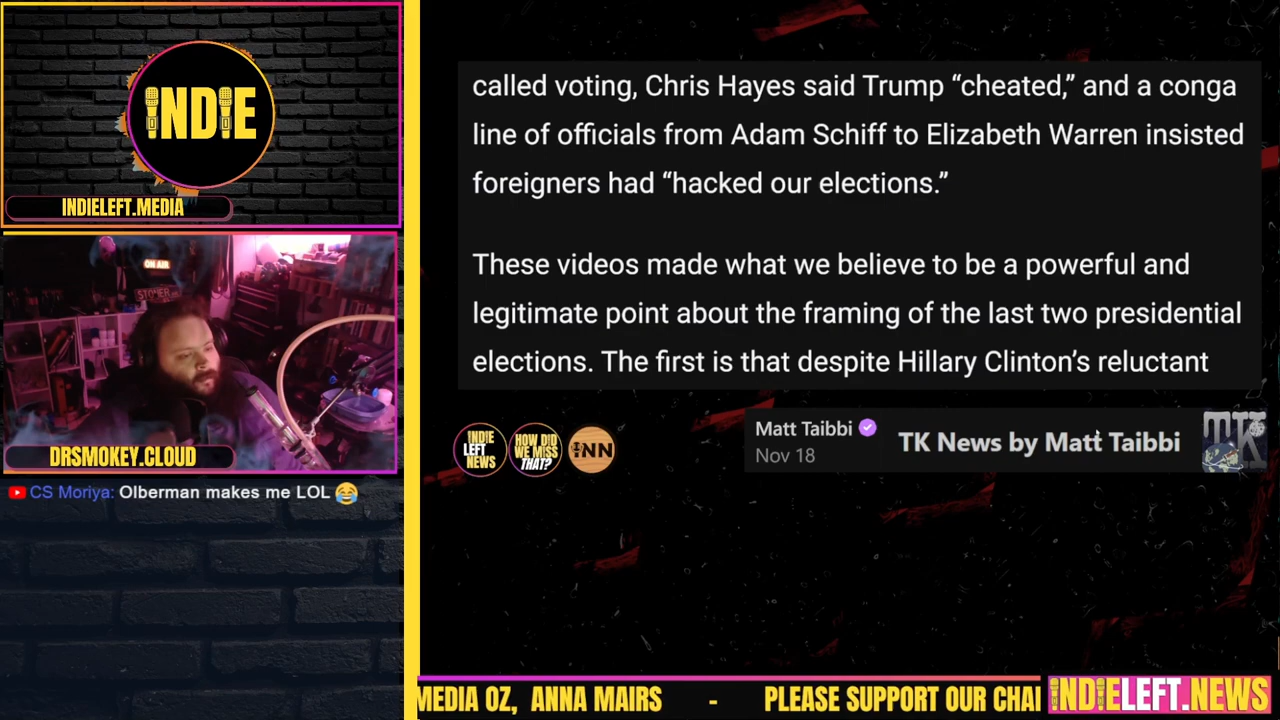 INDIE
INDIELEFT.MEDIA
ON AIR
DRSMOKEY.CLOUD
CS Moriya: Olberman makes me LOL 😂
called voting, Chris Hayes said Trump “cheated,” and a conga
line of officials from Adam Schiff to Elizabeth Warren insisted
foreigners had “hacked our elections.”
These videos made what we believe to be a powerful and
legitimate point about the framing of the last two presidential
elections. The first is that despite Hillary Clinton’s reluctant
INDIE
LEFT
NEWS
HOW DID
WE MISS
THAT?
INN
Matt Taibbi
Nov 18
TK News by Matt Taibbi
TK
MEDIA OZ, ANNA MAIRS - PLEASE SUPPORT OUR CHA
INDIELEFT.NEWS